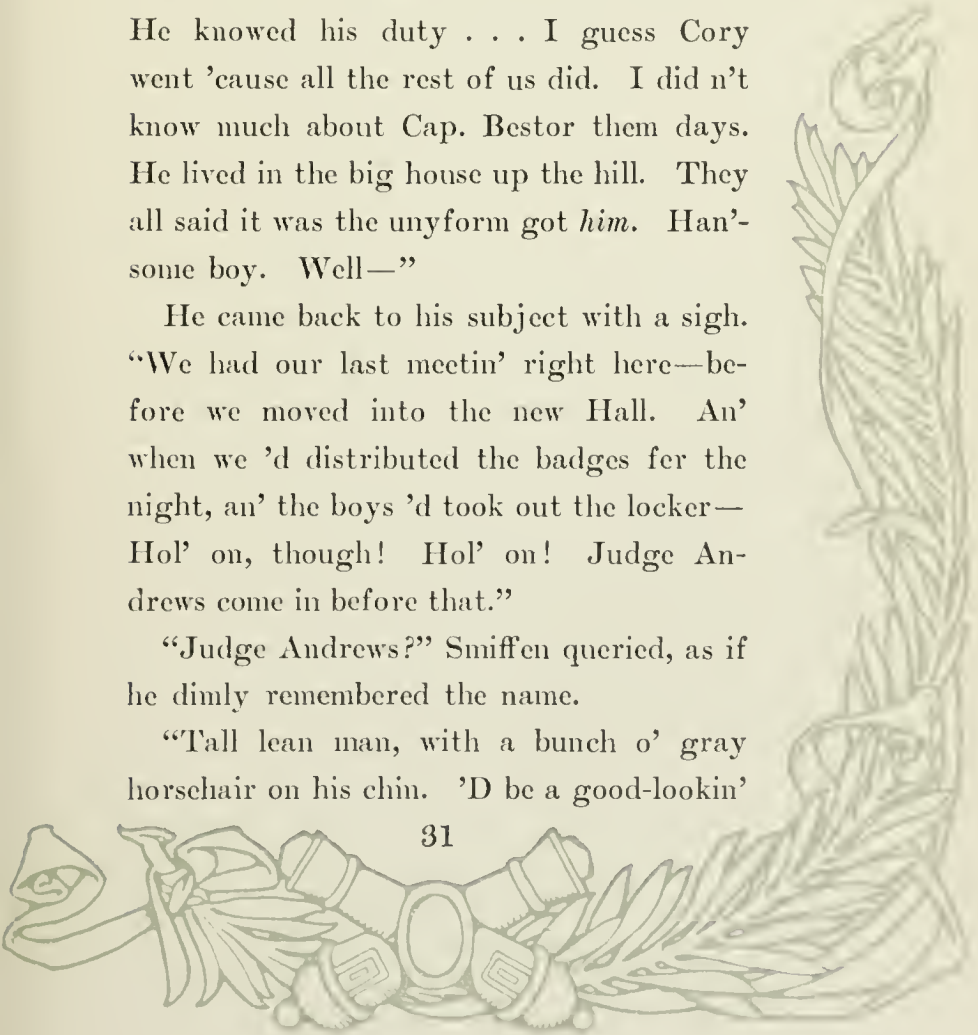 He knowed his duty . . . I guess Cory
went ’cause all the rest of us did. I did n’t
know much about Cap. Bestor them days.
He lived in the big house up the hill. They
all said it was the unyform got him. Han’-
some boy. Well—”
He came back to his subject with a sigh.
“We had our last meetin’ right here—be-
fore we moved into the new Hall. An’
when we ’d distributed the badges fer the
night, an’ the boys ’d took out the locker—
Hol’ on, though! Hol’ on! Judge An-
drews come in before that.”
“Judge Andrews?” Smiffen queried, as if
he dimly remembered the name.
“Tall lean man, with a bunch o’ gray
horsehair on his chin. ’D be a good-lookin’
31